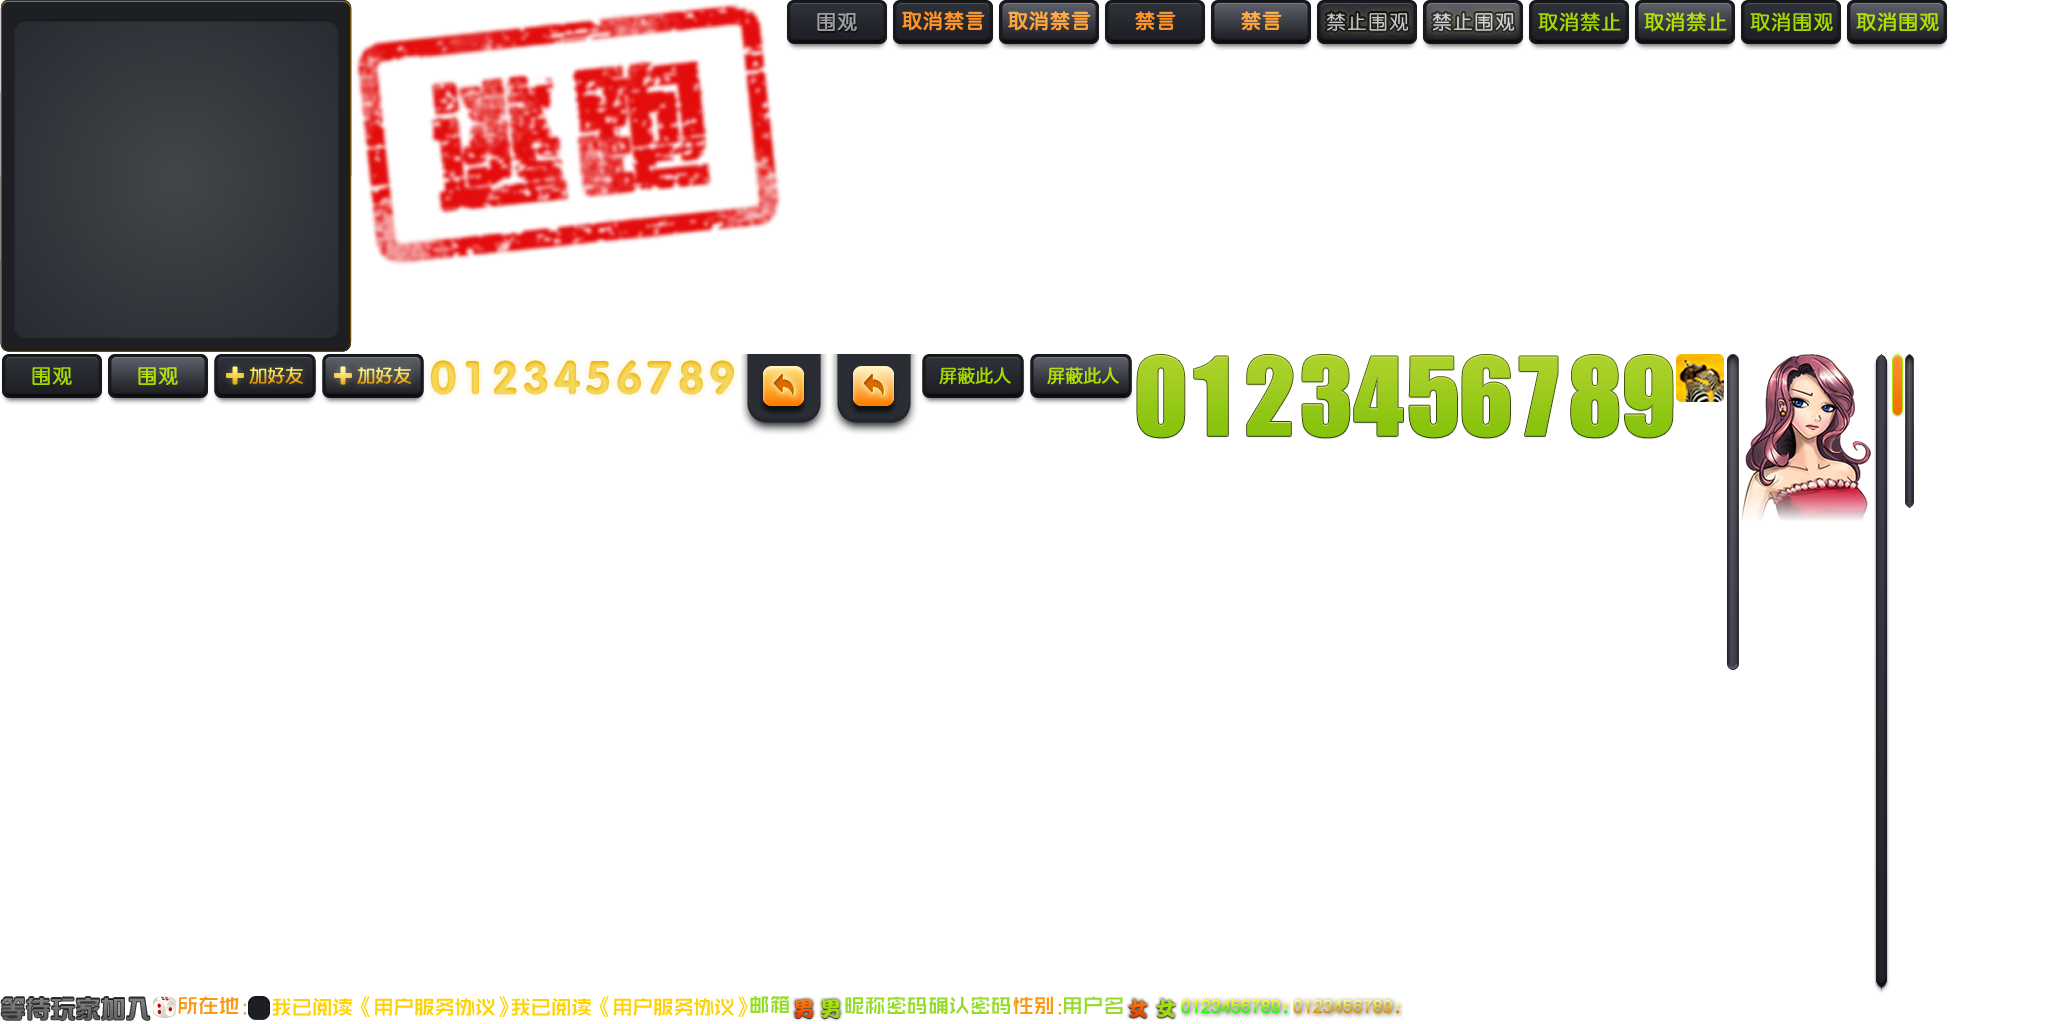 逃跑
围观 取消禁言 取消禁言 禁言 禁言 禁止围观 禁止围观 取消禁止 取消禁止 取消围观 取消围观
围观 围观 加好友 加好友 0123456789 屏蔽此人 屏蔽此人 0123456789
等待玩家加入 所在地: 我已阅读《用户服务协议》我已阅读《用户服务协议》邮箱 男 男 昵称密码确认密码性别:用户名 女 女 0123456789: 0123456789: